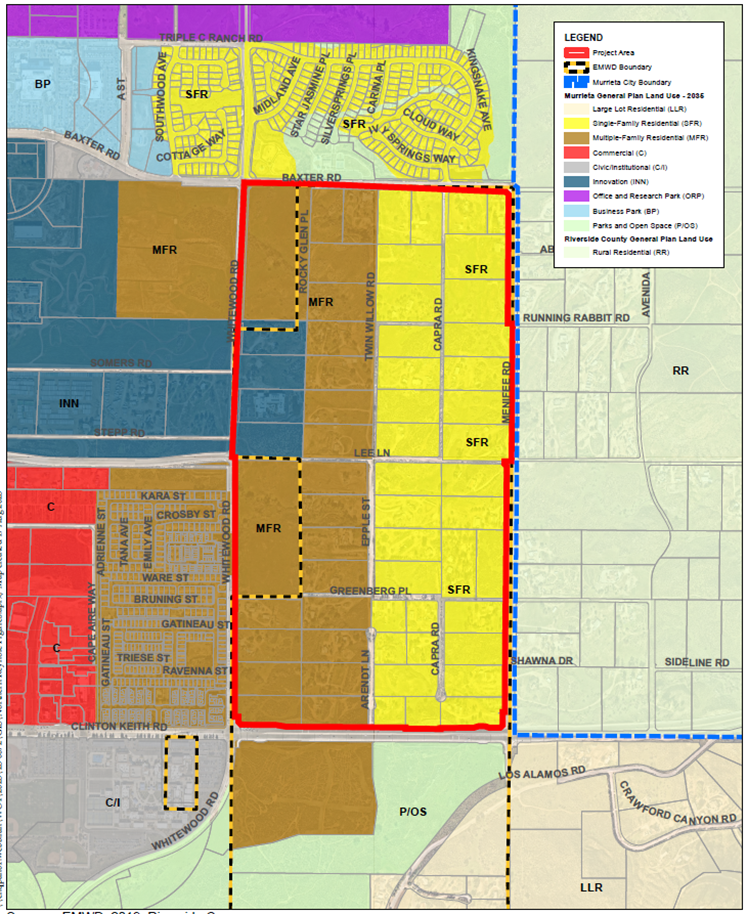 LEGEND
Project Area
EMWD Boundary
Murrieta City Boundary
Murrieta General Plan Land Use - 2035
Large Lot Residential (LLR)
Single-Family Residential (SFR)
Multiple-Family Residential (MFR)
Commercial (C)
Civic/Institutional (C/I)
Innovation (INN)
Office and Research Park (ORP)
Business Park (BP)
Parks and Open Space (P/OS)
Riverside County General Plan Land Use
Rural Residential (RR)
TRIPLE C RANCH RD
BP
A ST
SOUTHWOOD AVE
SFR
MIDLAND AVE
STAR JASMINE PL
SILVERSPRINGS PL
CARINA PL
KINGSNAKE AVE
SFR
CLOUD WAY
IVY SPRINGS WAY
COTTAGE WAY
BAXTER RD
BAXTER RD
MFR
WHITEWOOD RD
ROCKY GLEN PL
MFR
TWIN WILLOW RD
CAPRA RD
SFR
AB
AVENIDA
RUNNING RABBIT RD
SOMERS RD
MENIFEE RD
RR
INN
STEPP RD
SFR
LEE LN
C
KARA ST
CROSBY ST
ADRIENNE ST
TANA AVE
EMILY AVE
WHITEWOOD RD
MFR
EPPLE ST
WARE ST
BRUNING ST
GREENBERG PL
SFR
CAPE AIRE WAY
GATINEAU ST
GATINEAU ST
C
TRIESE ST
RAVENNA ST
ARENDT LN
CAPRA RD
SHAWNA DR
SIDELINE RD
CLINTON KEITH RD
C/I
WHITEWOOD RD
P/OS
LOS ALAMOS RD
CRAWFORD CANYON RD
LLR